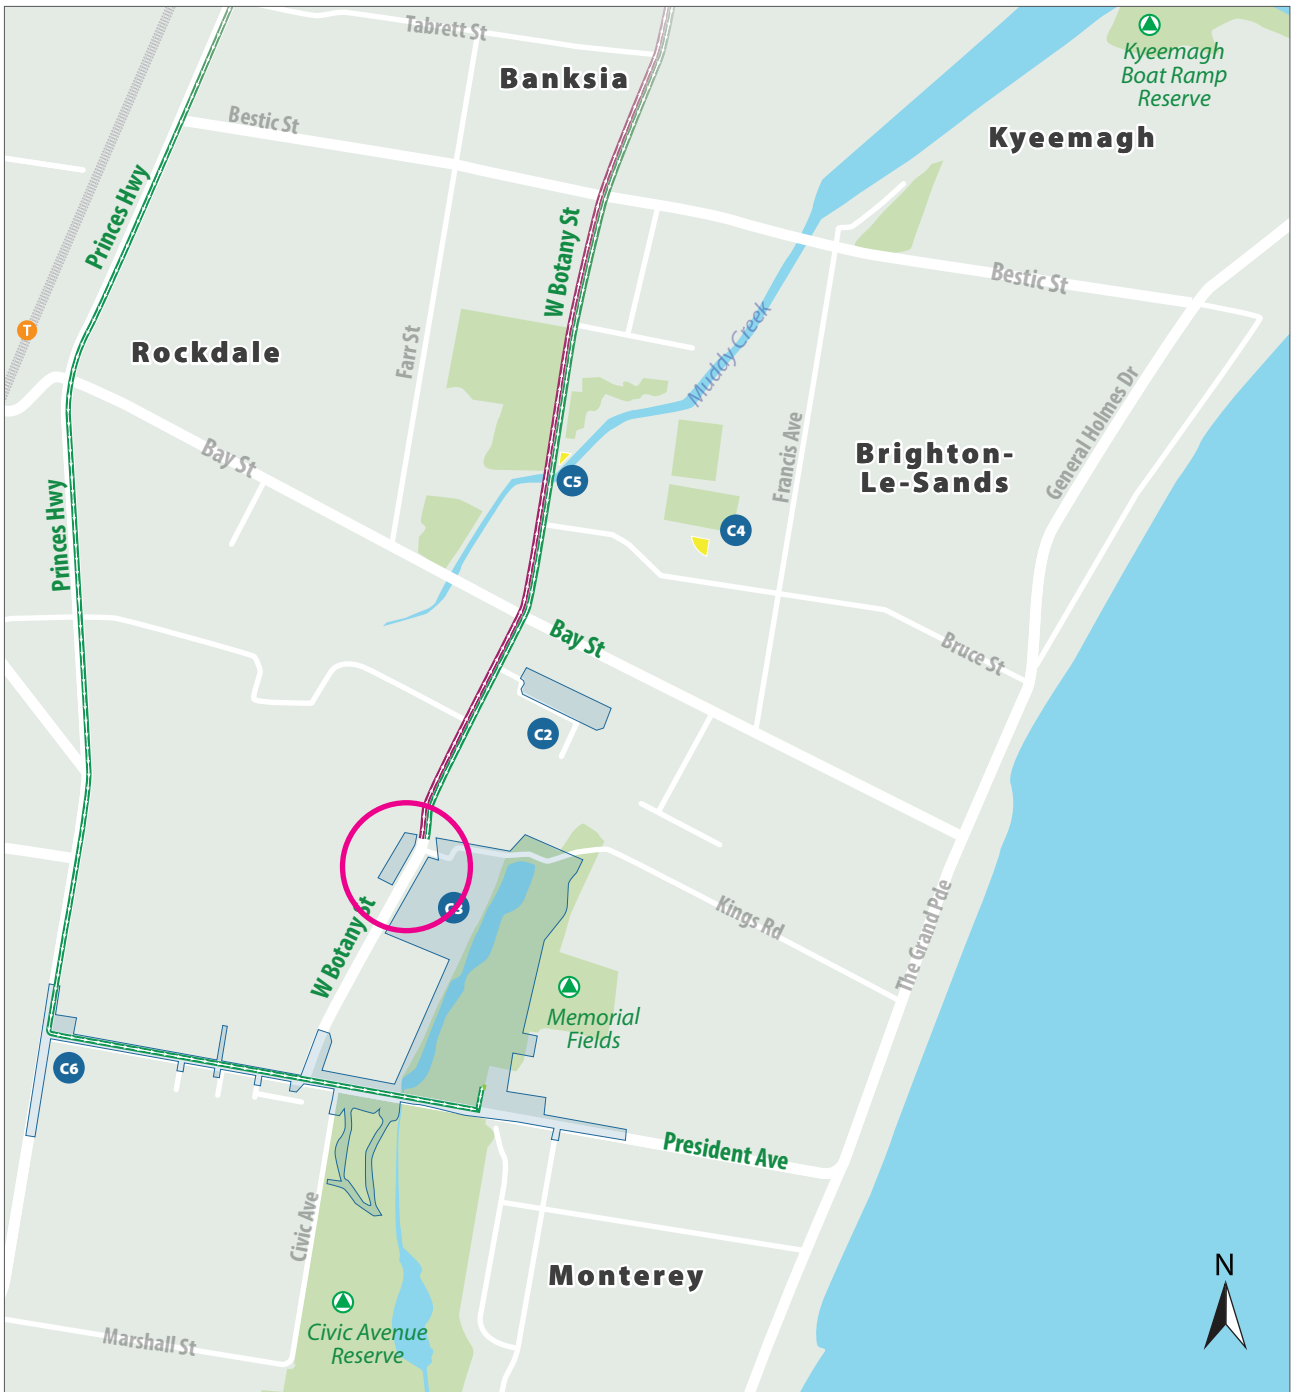 Tabrett St
Banksia
Kyeemagh
Boat Ramp
Reserve
Kyeemagh
Bestic St
Princes Hwy
W Botany St
Bestic St
T
Rockdale
Farr St
Muddy Creek
General Holmes Dr
Francis Ave
Brighton-
Le-Sands
Bay St
C5
Princes Hwy
C4
Bay St
Bruce St
C2
C3
Kings Rd
The Grand Pde
W Botany St
Memorial
Fields
C6
President Ave
Civic Ave
Monterey
N
Civic Avenue
Reserve
Marshall St